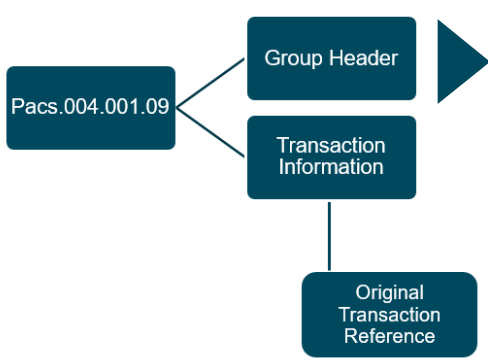 Group Header
Pacs.004.001.09
Transaction
Information
Original
Transaction
Reference